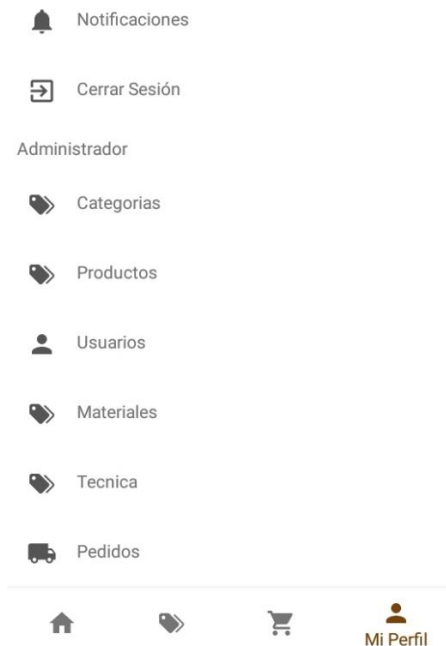 Notificaciones
Cerrar Sesión
Administrador
Categorias
Productos
Usuarios
Materiales
Tecnica
Pedidos
Mi Perfil